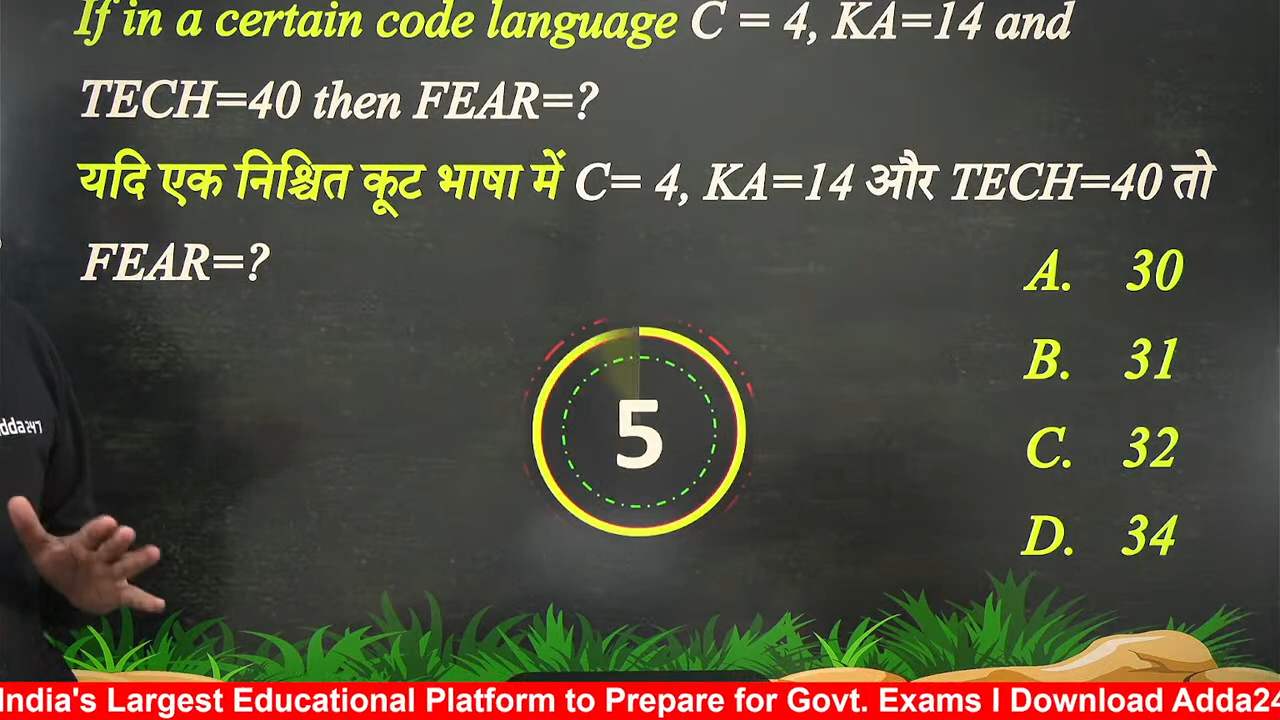 If in a certain code language C = 4, KA=14 and
TECH=40 then FEAR=?
यदि एक निश्चित कूट भाषा में C= 4, KA=14 और TECH=40 तो
FEAR=?
A. 30
B. 31
C. 32
D. 34
5
dda247
India's Largest Educational Platform to Prepare for Govt. Exams I Download Adda24